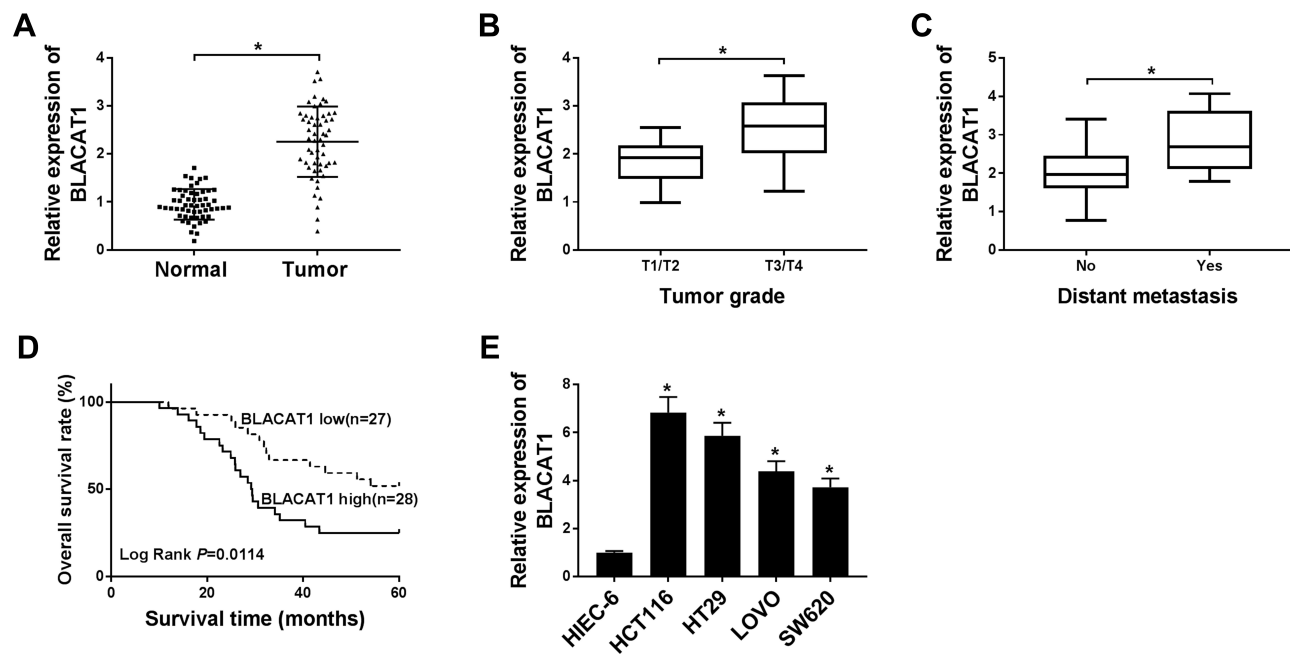 A
Relative expression of
BLACAT1
4
3
2
1
0
*
Normal
Tumor
B
Relative expression of
BLACAT1
4
3
2
1
0
*
T1/T2
T3/T4
Tumor grade
C
Relative expression of
BLACAT1
5
4
3
2
1
0
*
No
Yes
Distant metastasis
D
Overall survival rate (%)
100
50
0
BLACAT1 low(n=27)
BLACAT1 high(n=28)
Log Rank P=0.0114
0
20
40
60
Survival time (months)
E
Relative expression of
BLACAT1
8
6
4
2
0
*
*
*
*
HIEC-6
HCT116
HT29
LOVO
SW620